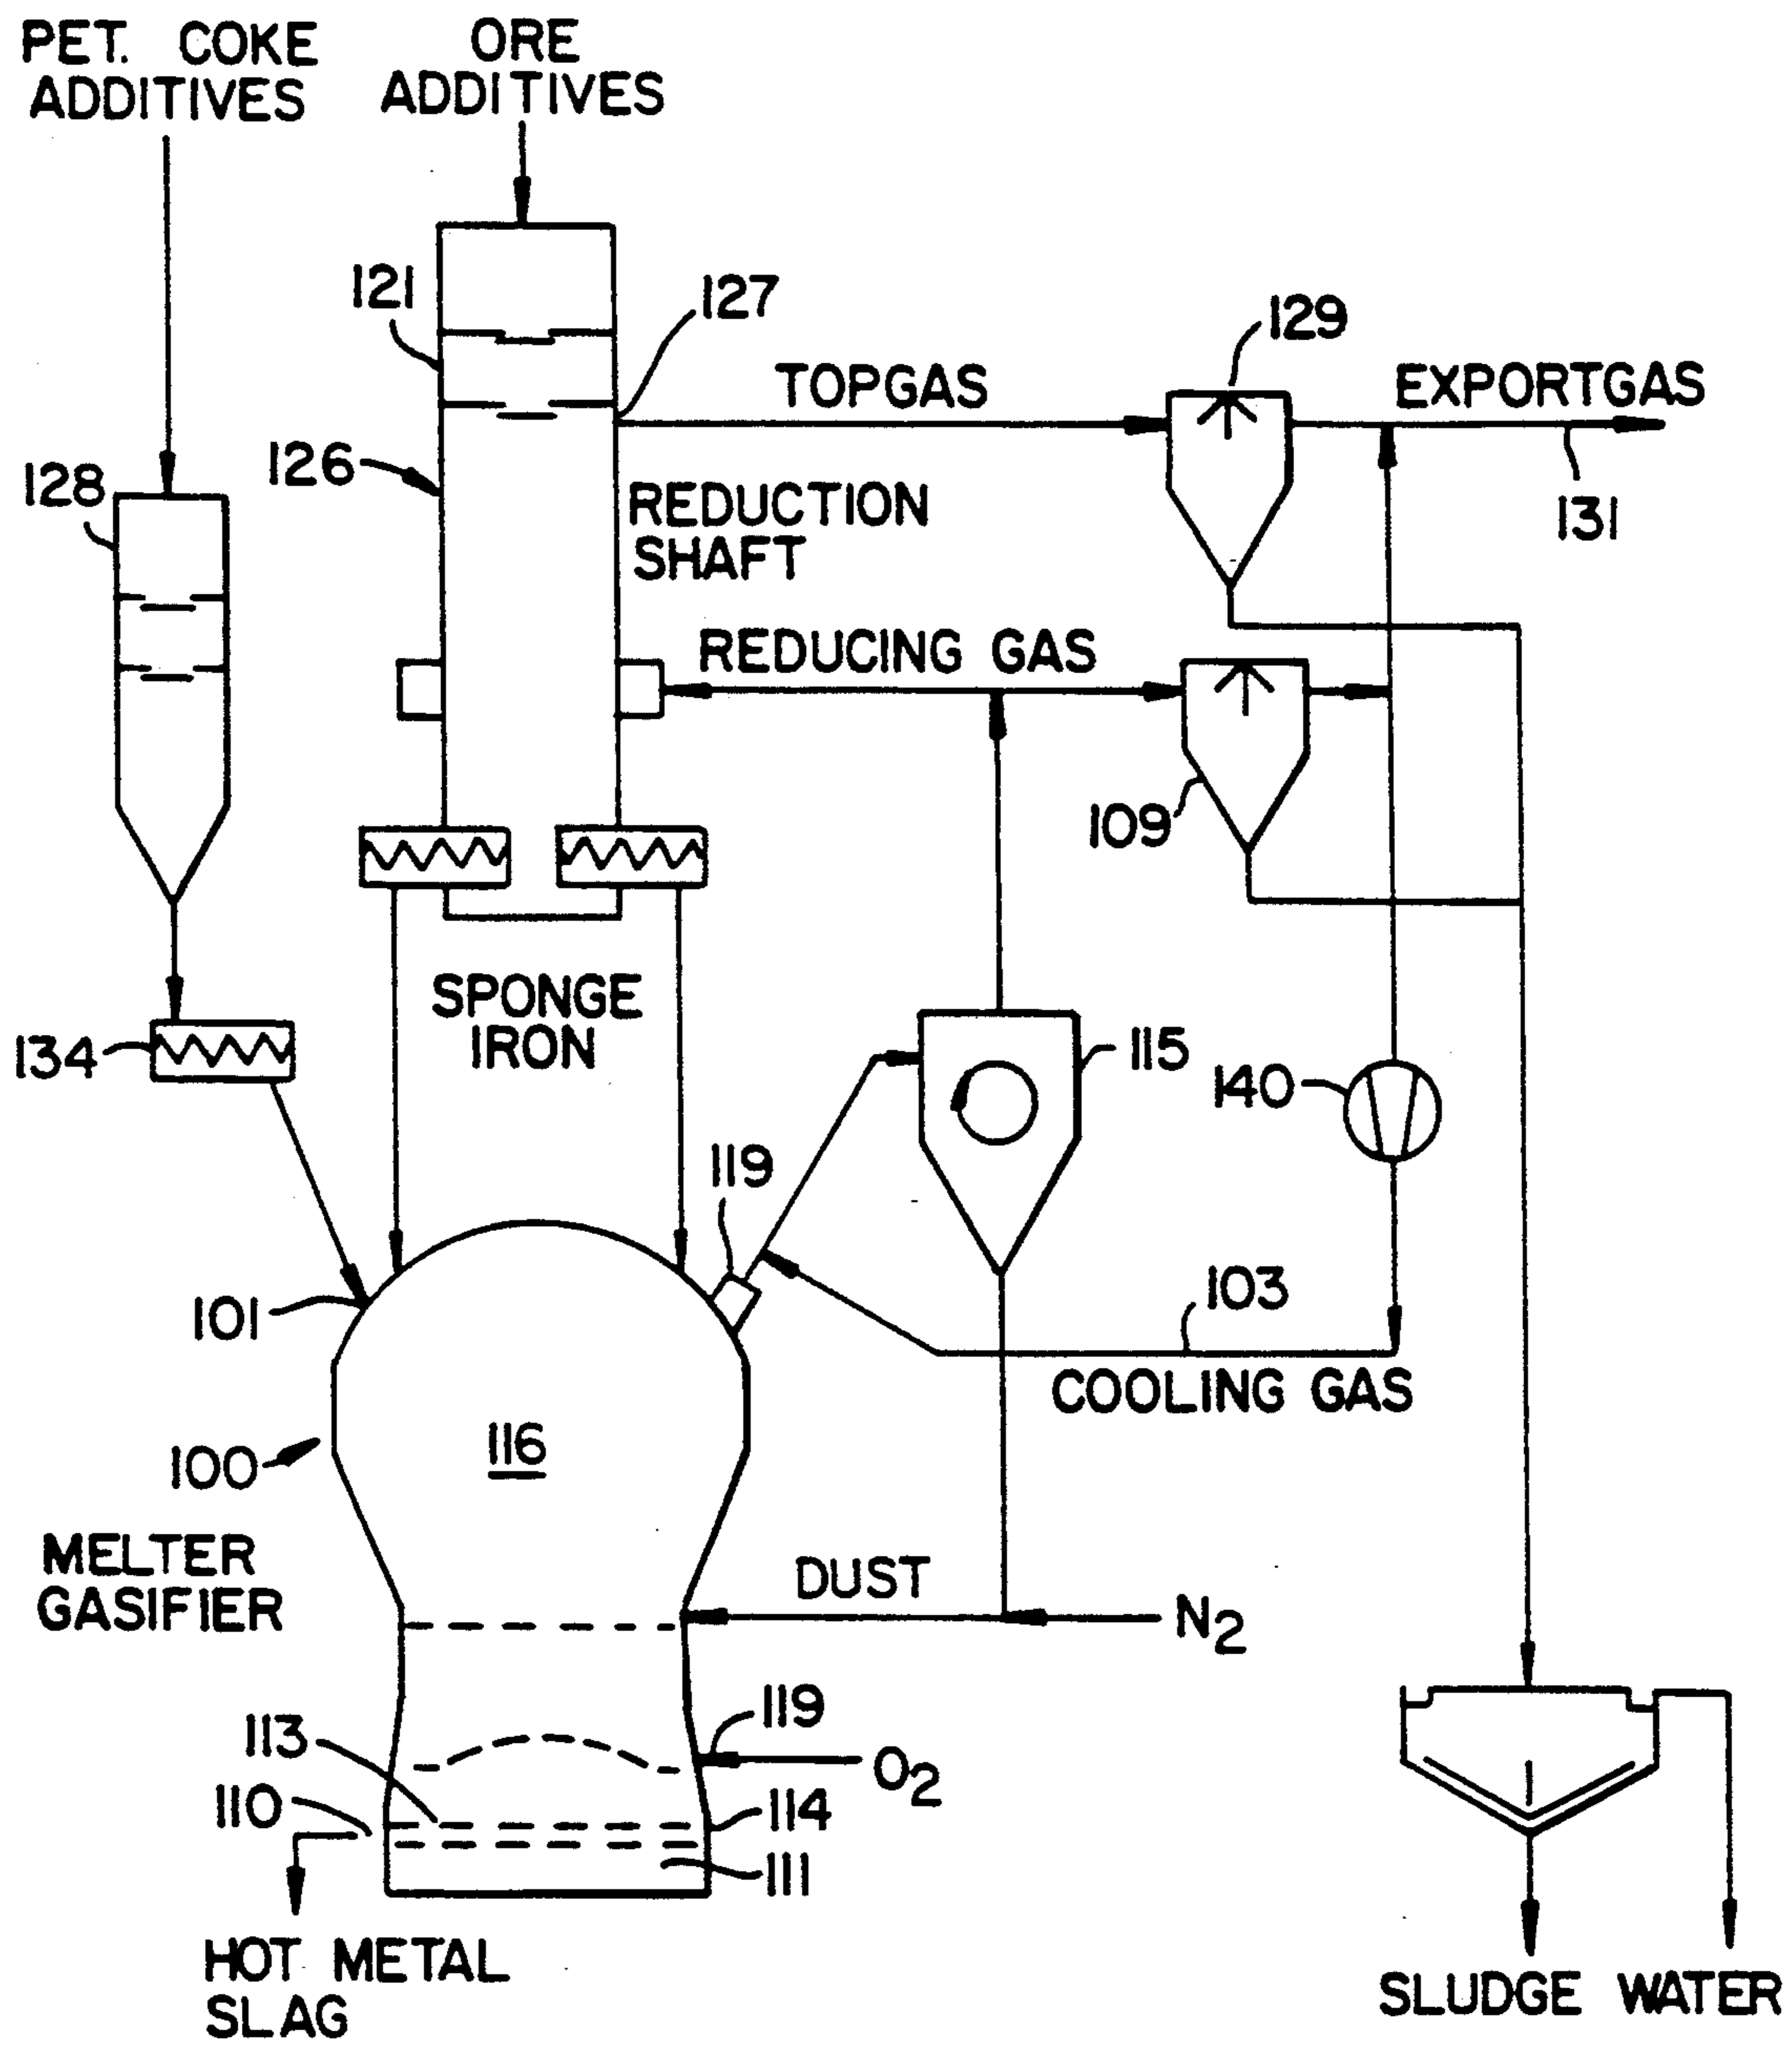 PET. COKE
ADDITIVES
ORE
ADDITIVES
121
127
129
TOPGAS
EXPORTGAS
126
128
131
REDUCTION
SHAFT
REDUCING GAS
109
SPONGE
IRON
134
115
140
119
101
103
COOLING GAS
116
100
MELTER
GASIFIER
DUST
N2
119
113
O2
110
114
111
HOT METAL
SLAG
SLUDGE WATER